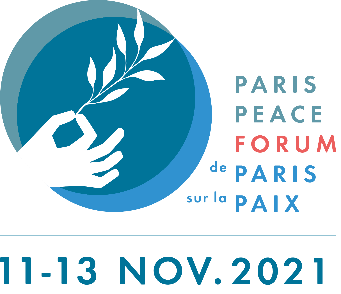 PARIS
PEACE
FORUM
de PARIS
sur la PAIX
11-13 NOV. 2021